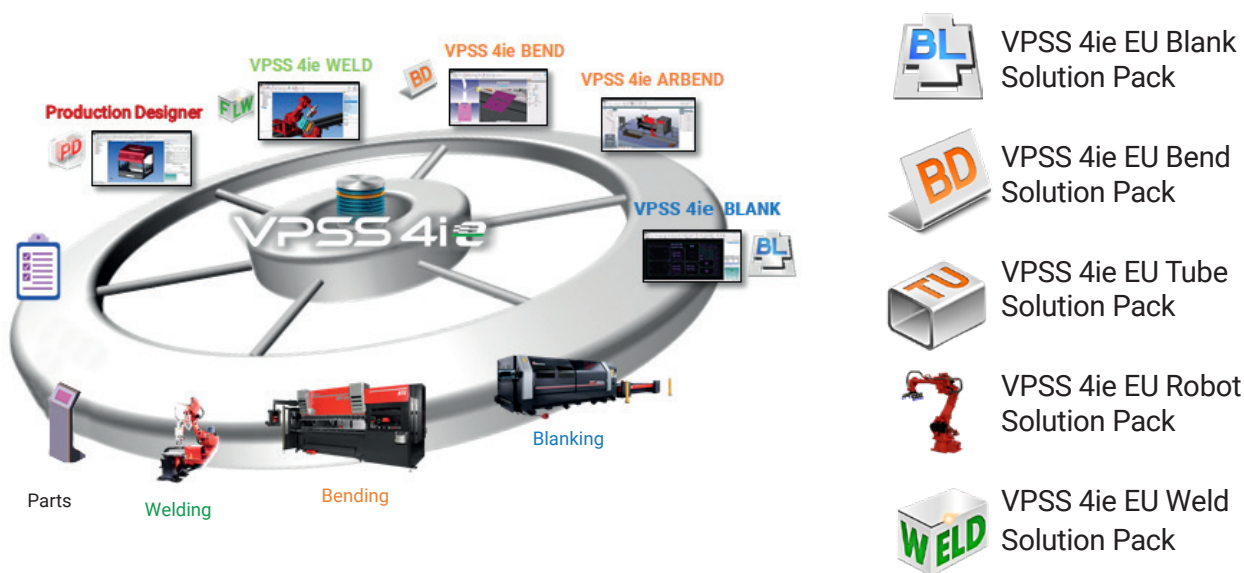 VPSS 4ie BEND
VPSS 4ie WELD
BD
VPSS 4ie ARBEND
FLW
Production Designer
PD
VPSS 4ie BLANK
VPSS 4ie
BL
Blanking
Parts
Bending
Welding
BL
VPSS 4ie EU Blank
Solution Pack
BD
VPSS 4ie EU Bend
Solution Pack
TU
VPSS 4ie EU Tube
Solution Pack
VPSS 4ie EU Robot
Solution Pack
WELD
VPSS 4ie EU Weld
Solution Pack